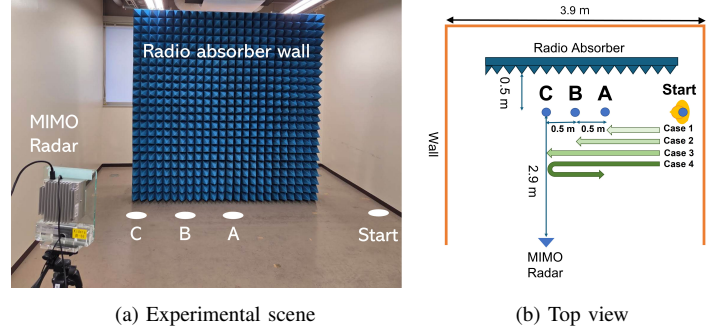 Radio absorber wall
MIMO
Radar
C
B
A
Start
(a) Experimental scene
3.9 m
Radio Absorber
0.5 m
C
B
A
Start
0.5 m
0.5 m
Case 1
Case 2
Case 3
Case 4
Wall
2.9 m
MIMO
Radar
(b) Top view